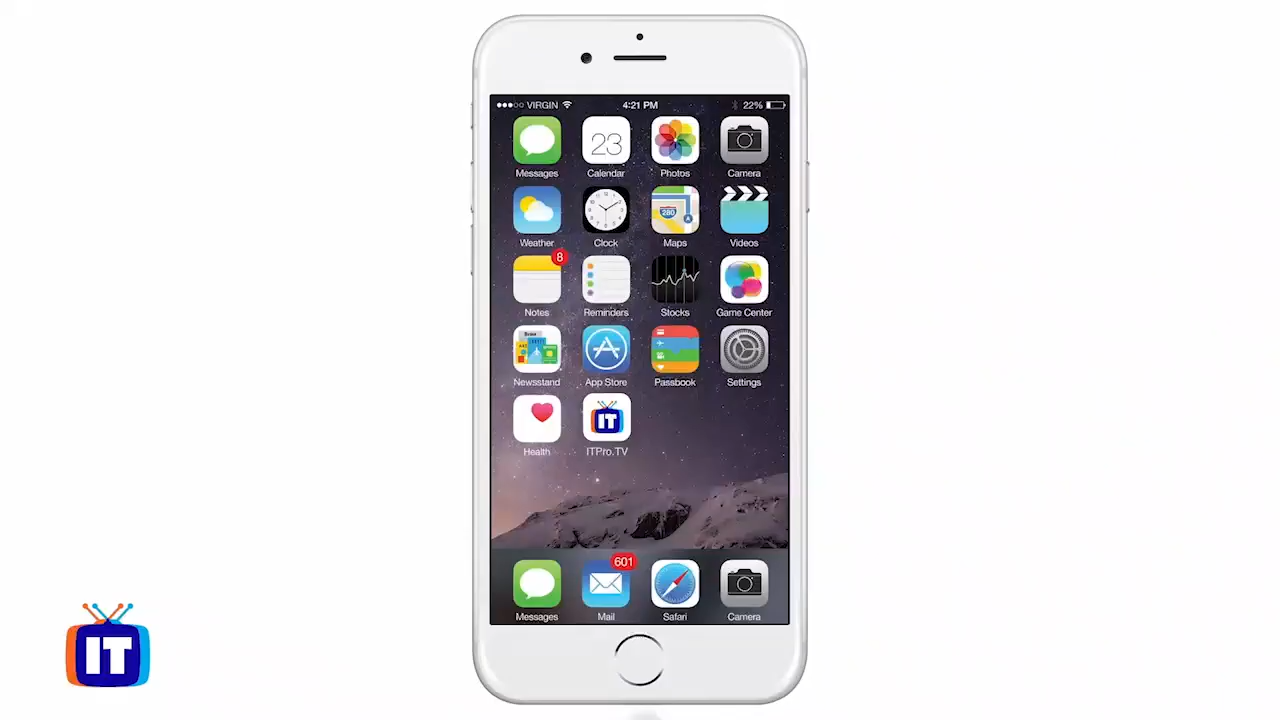 VIRGIN 4:21 PM 22%
23
Messages Calendar Photos Camera
280
Weather Clock Maps Videos
8
Notes Reminders Stocks Game Center
Newsstand App Store Passbook Settings
IT
Health ITPro.TV
601
Messages Mail Safari Camera
IT